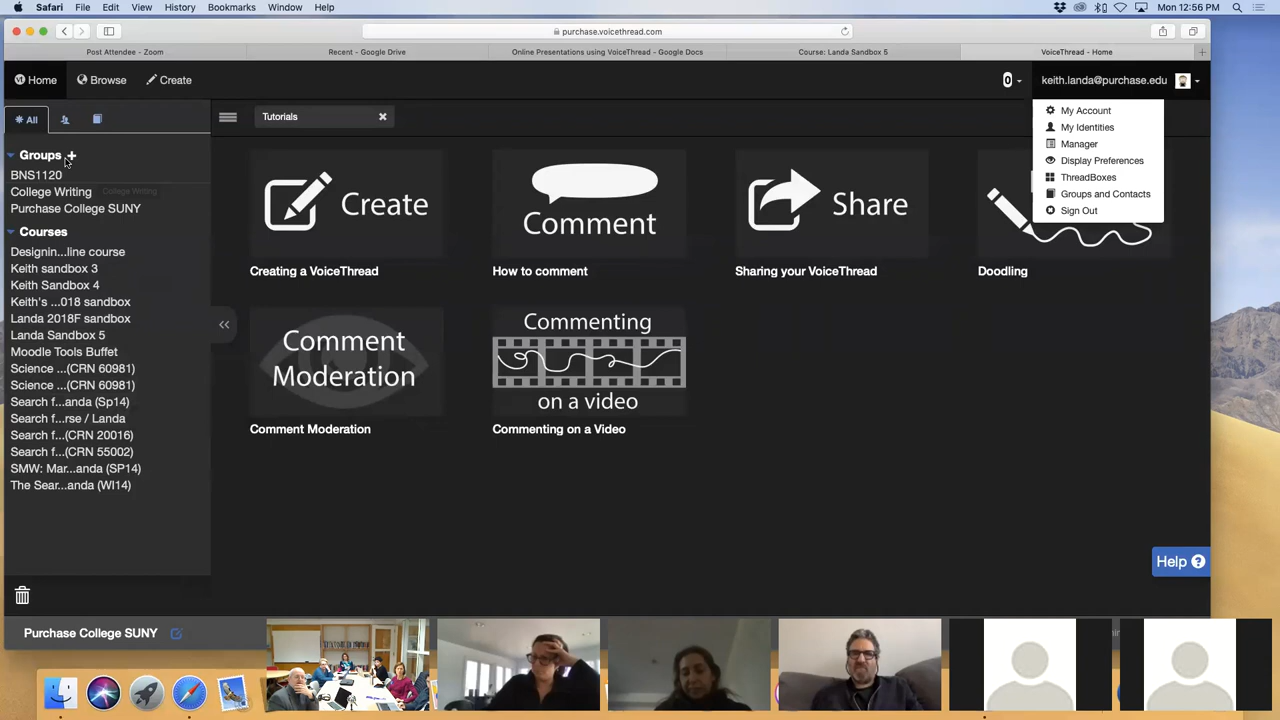 Safari File Edit View History Bookmarks Window Help
Mon 12:56 PM
purchase.voicethread.com
Post Attendee - Zoom
Recent - Google Drive
Online Presentations using VoiceThread - Google Docs
Course: Landa Sandbox 5
VoiceThread - Home
Home
Browse
Create
0
keith.landa@purchase.edu
My Account
My Identities
Manager
Display Preferences
ThreadBoxes
Groups and Contacts
Sign Out
All
Groups
BNS1120
College Writing
College Writing
Purchase College SUNY
Courses
Designin...line course
Keith sandbox 3
Keith Sandbox 4
Keith's ...018 sandbox
Landa 2018F sandbox
Landa Sandbox 5
Moodle Tools Buffet
Science ...(CRN 60981)
Science ...(CRN 60981)
Search f...anda (Sp14)
Search f...rse / Landa
Search f...(CRN 20016)
Search f...(CRN 55002)
SMW: Mar...anda (SP14)
The Sear...anda (WI14)
Tutorials
Create
Comment
Share
Creating a VoiceThread
How to comment
Sharing your VoiceThread
Doodling
Comment
Moderation
Commenting
on a video
Comment Moderation
Commenting on a Video
Help
Purchase College SUNY